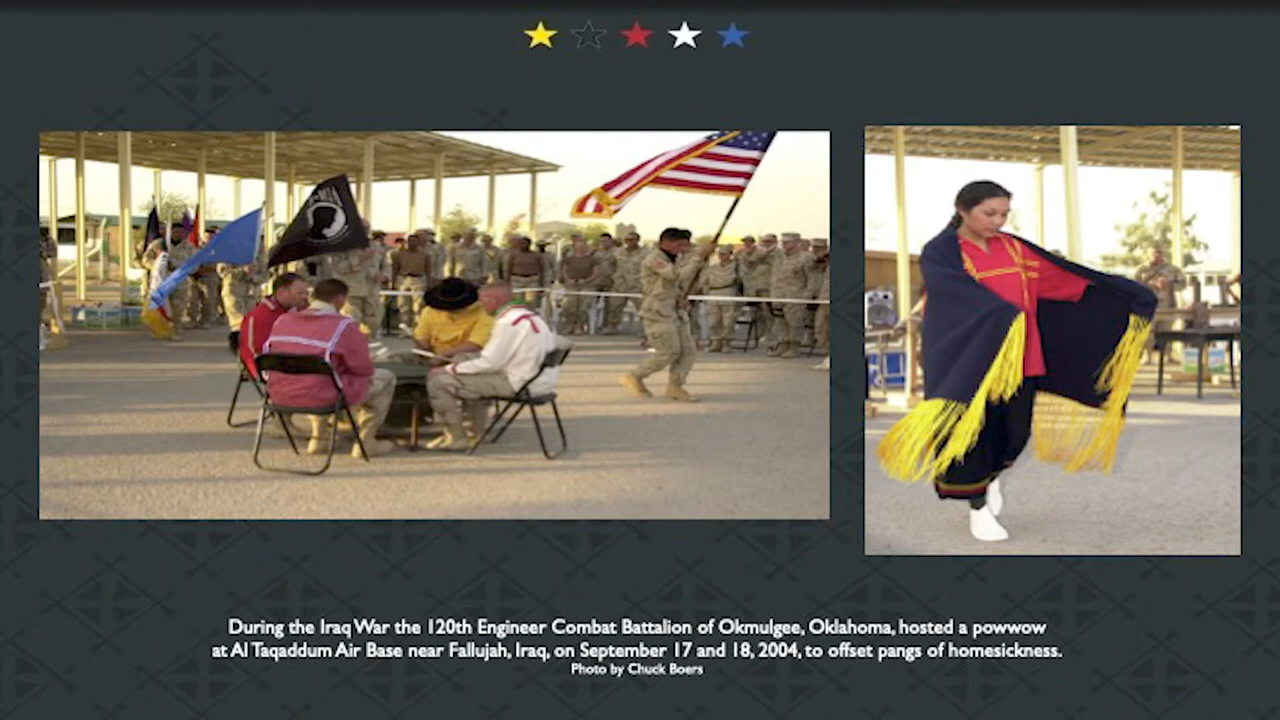 During the Iraq War the 120th Engineer Combat Battalion of Okmulgee, Oklahoma, hosted a powwow
at Al Taqaddum Air Base near Fallujah, Iraq, on September 17 and 18, 2004, to offset pangs of homesickness.
Photo by Chuck Boers